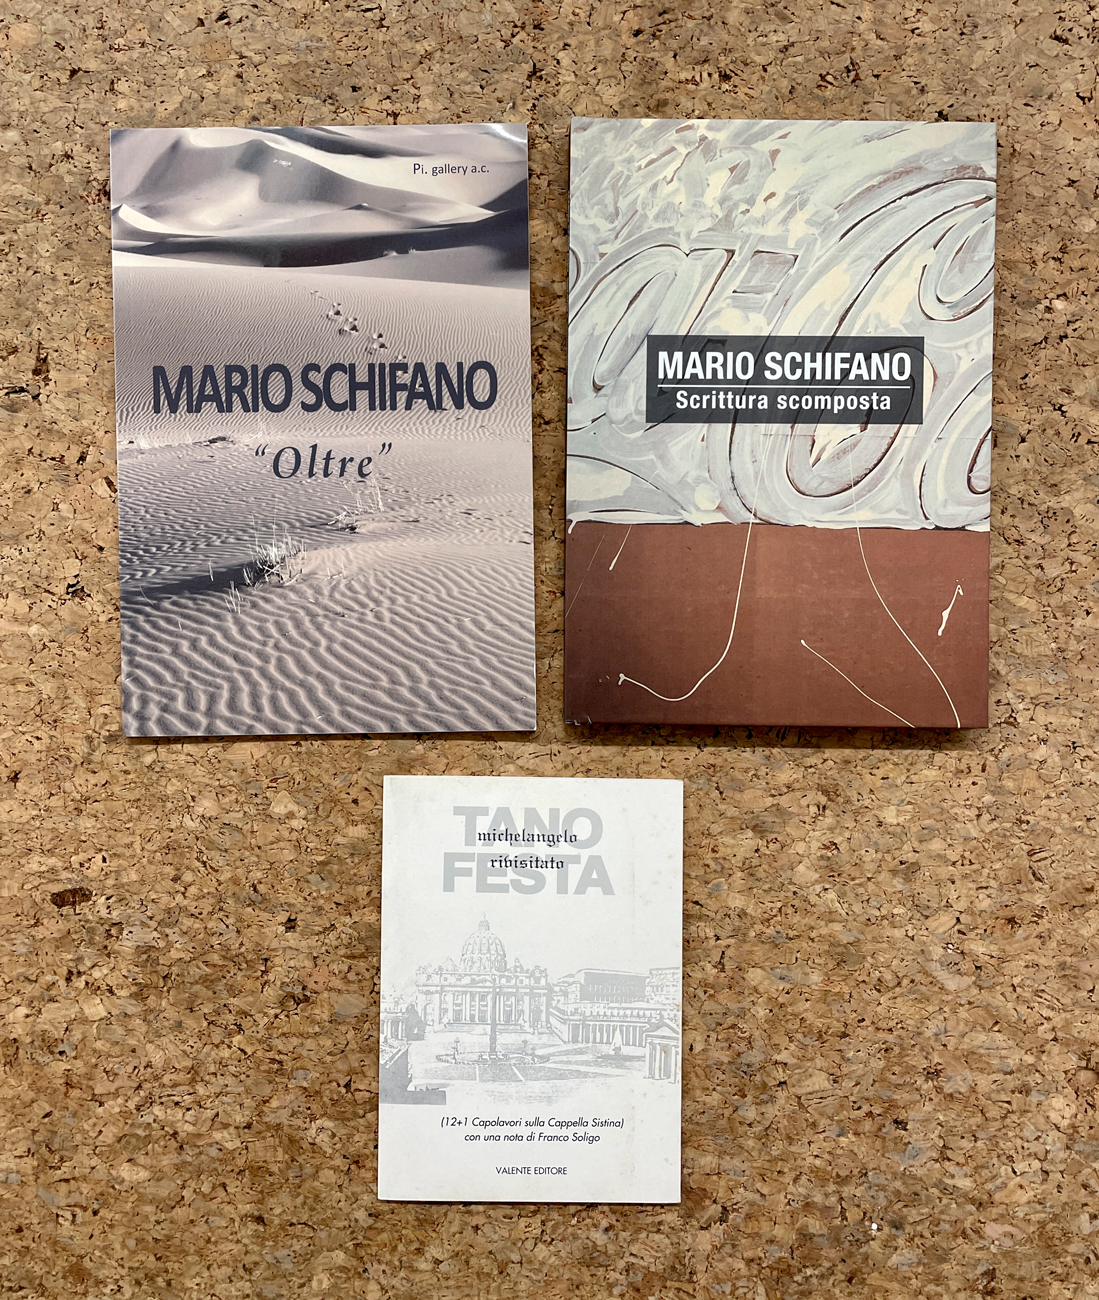 Pi. gallery a.c.
MARIO SCHIFANO
“Oltre”
MARIO SCHIFANO
Scrittura scomposta
TANO
michelangelo
rivisitato
FESTA
(12+1 Capolavori sulla Cappella Sistina)
con una nota di Franco Soligo
VALENTE EDITORE